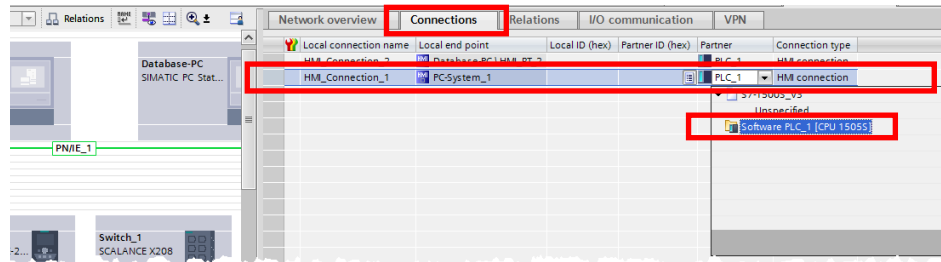 Relations
Network overview
Connections
Relations
I/O communication
VPN
Local connection name
Local end point
Local ID (hex)
Partner ID (hex)
Partner
Connection type
HMI_Connection_2
Database-PC\HMI_RT_2
PLC_1
HMI connection
HMI_Connection_1
PC-System_1
PLC_1
HMI connection
S7-1500S_V3
Unspecified
Software PLC_1 [CPU 1505S]
Database-PC
SIMATIC PC Stat...
PN/IE_1
-2...
Switch_1
SCALANCE X208